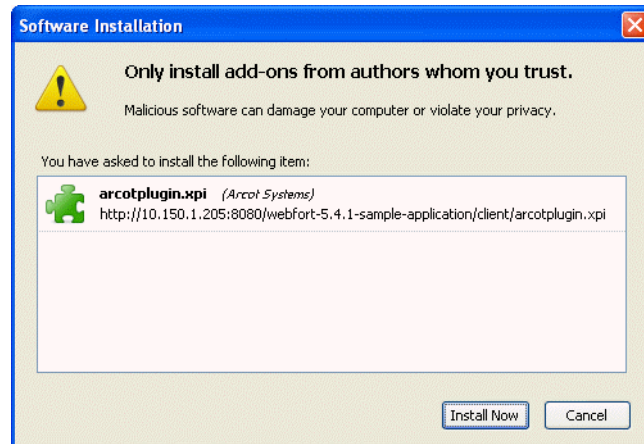 Software Installation
Only install add-ons from authors whom you trust.
Malicious software can damage your computer or violate your privacy.
You have asked to install the following item:
arcotplugin.xpi (Arcot Systems)
http://10.150.1.205:8080/webfort-5.4.1-sample-application/client/arcotplugin.xpi
Install Now Cancel